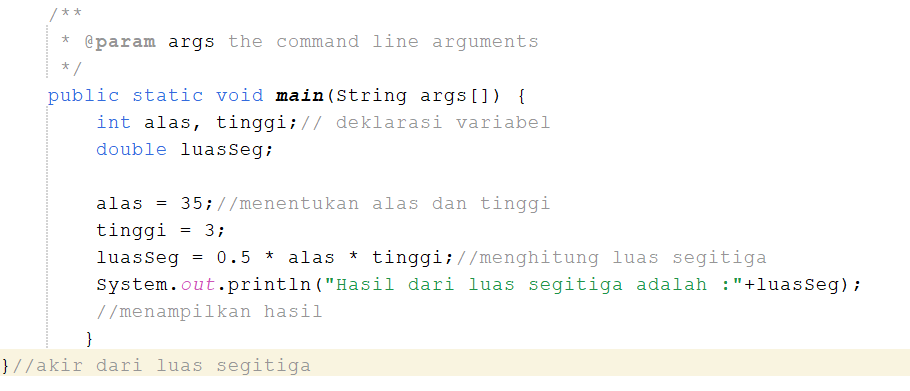 /**
* @param args the command line arguments
*/
public static void main(String args[]) {
int alas, tinggi;// deklarasi variabel
double luasSeg;
alas = 35;//menentukan alas dan tinggi
tinggi = 3;
luasSeg = 0.5 * alas * tinggi;//menghitung luas segitiga
System.out.println("Hasil dari luas segitiga adalah :"+luasSeg);
//menampilkan hasil
}
}//akir dari luas segitiga